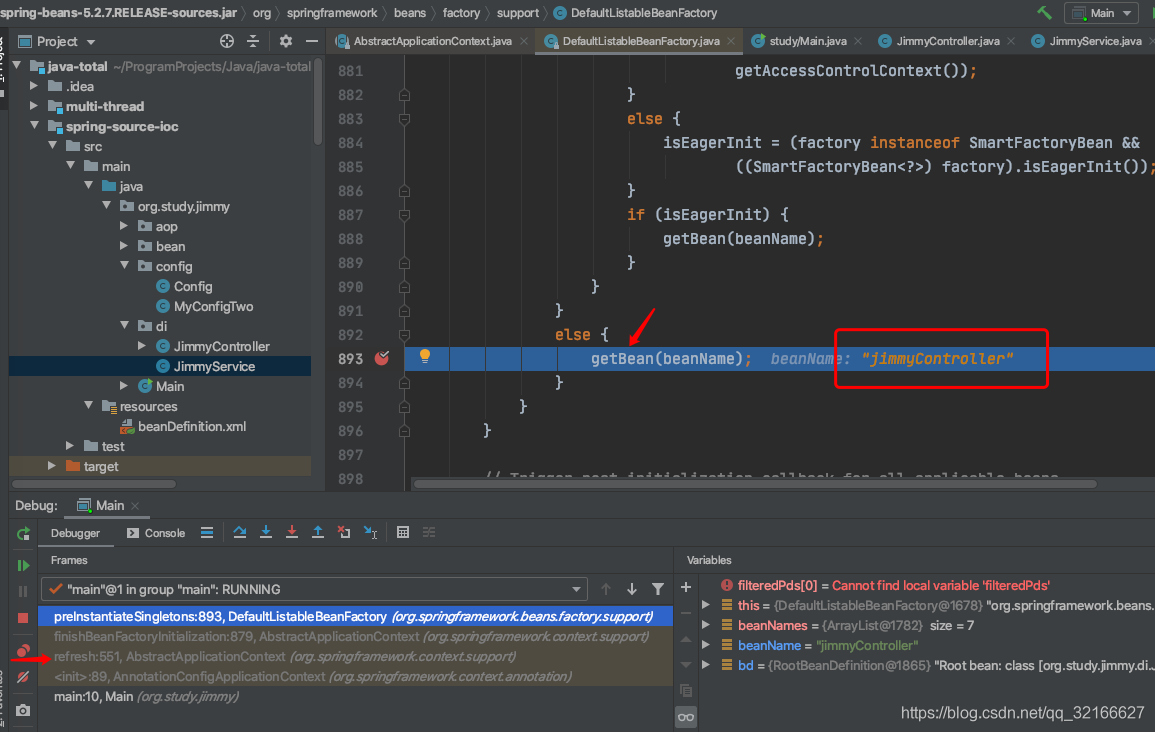 spring-beans-5.2.7.RELEASE-sources.jar org springframework beans factory support DefaultListableBeanFactory Main
Project
AbstractApplicationContext.java DefaultListableBeanFactory.java study/Main.java JimmyController.java JimmyService.java
java-total ~/ProgramProjects/Java/java-total
.idea
multi-thread
spring-source-ioc
src
main
java
org.study.jimmy
aop
bean
config
Config
MyConfigTwo
di
JimmyController
JimmyService
Main
resources
beanDefinition.xml
test
target
881 getAccessControlContext());
882 }
883 else {
884 isEagerInit = (factory instanceof SmartFactoryBean &&
885 ((SmartFactoryBean<?>) factory).isEagerInit());
886 }
887 if (isEagerInit) {
888 getBean(beanName);
889 }
890 }
891 }
892 else {
893 getBean(beanName); beanName: "jimmyController"
894 }
895 }
896 }
897
898 // Trigger post-initialization callback for all applicable beans
Debug: Main
Debugger Console
Frames
"main"@1 in group "main": RUNNING
preInstantiateSingletons:893, DefaultListableBeanFactory (org.springframework.beans.factory.support)
finishBeanFactoryInitialization:879, AbstractApplicationContext (org.springframework.context.support)
refresh:551, AbstractApplicationContext (org.springframework.context.support)
<init>:89, AnnotationConfigApplicationContext (org.springframework.context.annotation)
main:10, Main (org.study.jimmy)
Variables
filteredPds[0] = Cannot find local variable 'filteredPds'
this = {DefaultListableBeanFactory@1678} "org.springframework.beans.
beanNames = {ArrayList@1782} size = 7
beanName = "jimmyController"
bd = {RootBeanDefinition@1865} "Root bean: class [org.study.jimmy.di...
https://blog.csdn.net/qq_32166627